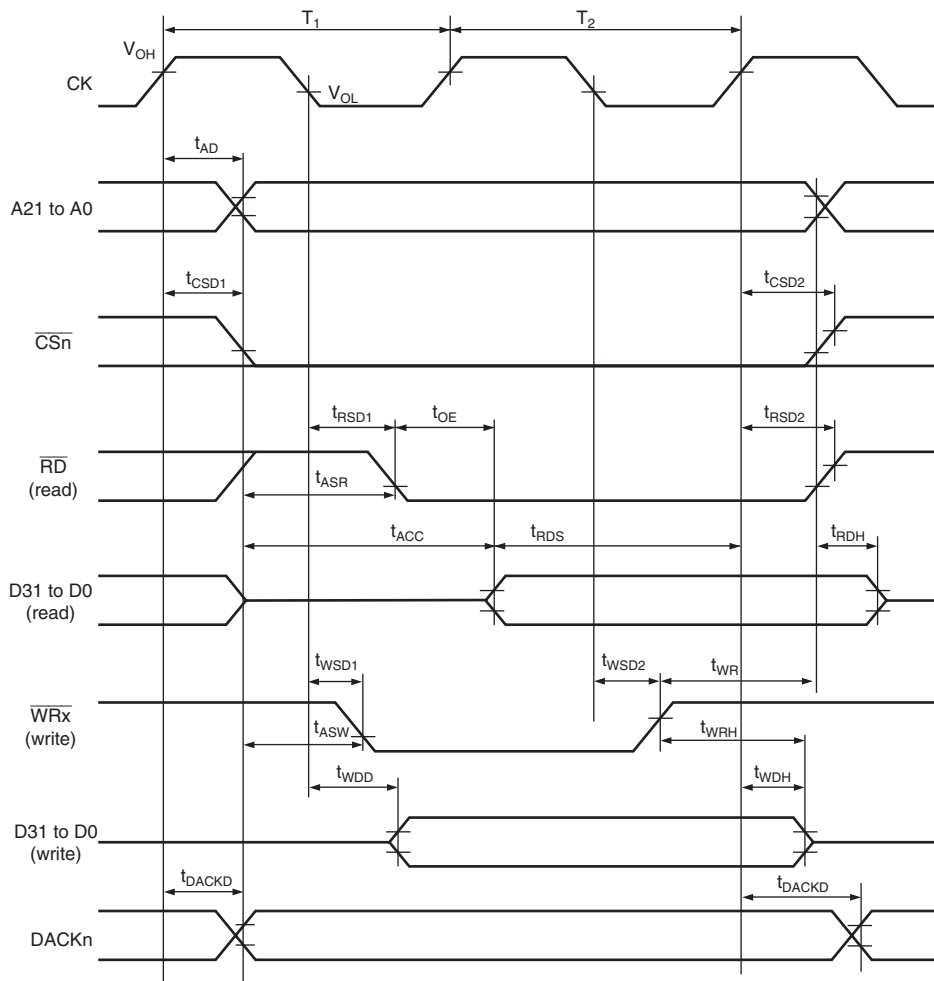 T1 T2
VOH
CK
VOL
tAD
A21 to A0
tCSD1 tCSD2
CSn
tRSD1 tOE tRSD2
RD
(read)
tASR
tACC tRDS tRDH
D31 to D0
(read)
tWSD1 tWSD2 tWR
WRx
(write)
tASW tWRH
tWDD tWDH
D31 to D0
(write)
tDACKD tDACKD
DACKn